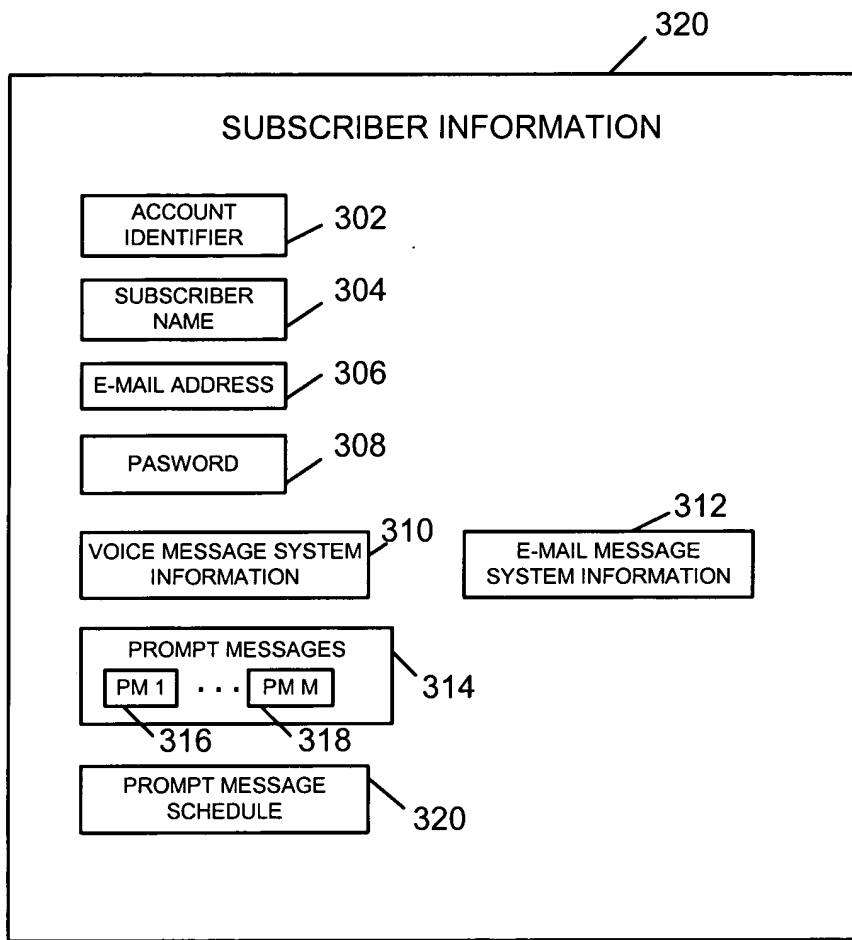 320
SUBSCRIBER INFORMATION
ACCOUNT
IDENTIFIER
302
SUBSCRIBER
NAME
304
E-MAIL ADDRESS
306
PASWORD
308
VOICE MESSAGE SYSTEM
INFORMATION
310
312
E-MAIL MESSAGE
SYSTEM INFORMATION
PROMPT MESSAGES
PM 1 . . . PM M
314
316
318
PROMPT MESSAGE
SCHEDULE
320